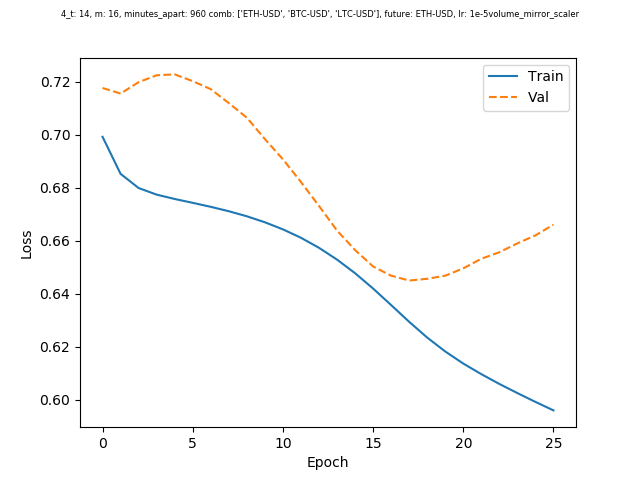 4_t: 14, m: 16, minutes_apart: 960 comb: ['ETH-USD', 'BTC-USD', 'LTC-USD'], future: ETH-USD, lr: 1e-5volume_mirror_scaler
Train
Val
0.72
0.70
0.68
0.66
0.64
0.62
0.60
Loss
0 5 10 15 20 25
Epoch